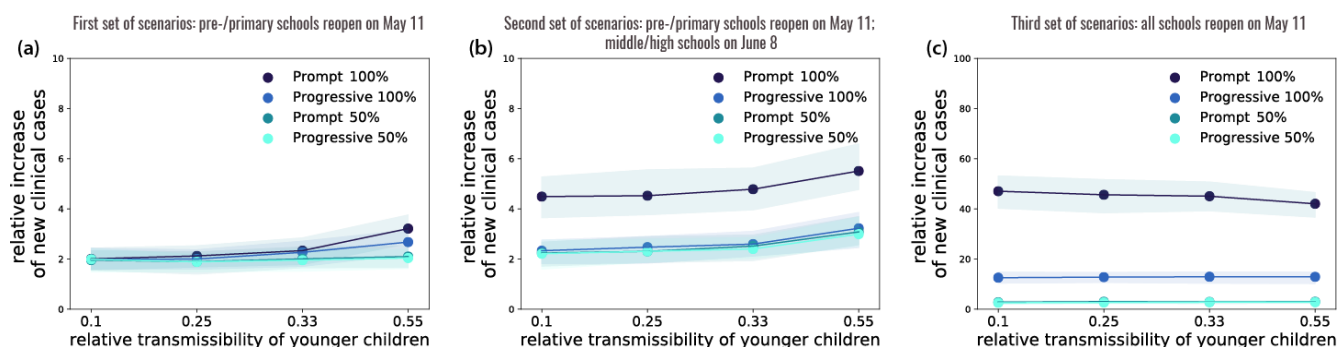 First set of scenarios: pre-/primary schools reopen on May 11
(a)
relative increase
of new clinical cases
10
8
6
4
2
0
Prompt 100%
Progressive 100%
Prompt 50%
Progressive 50%
0.1 0.25 0.33 0.55
relative transmissibility of younger children
Second set of scenarios: pre-/primary schools reopen on May 11;
middle/high schools on June 8
(b)
relative increase
of new clinical cases
10
8
6
4
2
0
Prompt 100%
Progressive 100%
Prompt 50%
Progressive 50%
0.1 0.25 0.33 0.55
relative transmissibility of younger children
Third set of scenarios: all schools reopen on May 11
(c)
relative increase
of new clinical cases
100
80
60
40
20
0
Prompt 100%
Progressive 100%
Prompt 50%
Progressive 50%
0.1 0.25 0.33 0.55
relative transmissibility of younger children